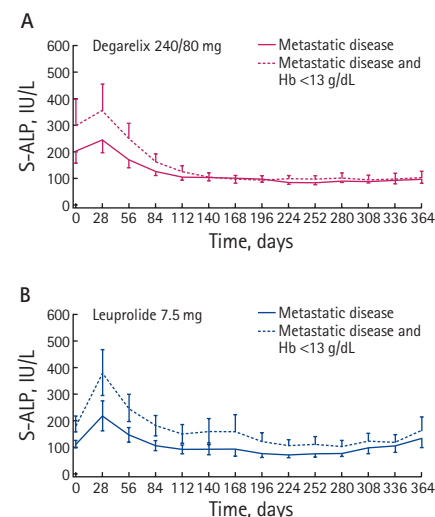 A
Degarelix 240/80 mg
Metastatic disease
Metastatic disease and
Hb <13 g/dL
S-ALP, IU/L
600
500
400
300
200
100
0
0 28 56 84 112 140 168 196 224 252 280 308 336 364
Time, days
B
Leuprolide 7.5 mg
Metastatic disease
Metastatic disease and
Hb <13 g/dL
S-ALP, IU/L
600
500
400
300
200
100
0
0 28 56 84 112 140 168 196 224 252 280 308 336 364
Time, days